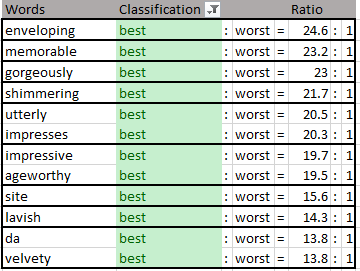 Words Classification Ratio
enveloping best : worst = 24.6 : 1
memorable best : worst = 23.2 : 1
gorgeously best : worst = 23 : 1
shimmering best : worst = 21.7 : 1
utterly best : worst = 20.5 : 1
impresses best : worst = 20.3 : 1
impressive best : worst = 19.7 : 1
ageworthy best : worst = 19.5 : 1
site best : worst = 15.6 : 1
lavish best : worst = 14.3 : 1
da best : worst = 13.8 : 1
velvety best : worst = 13.8 : 1